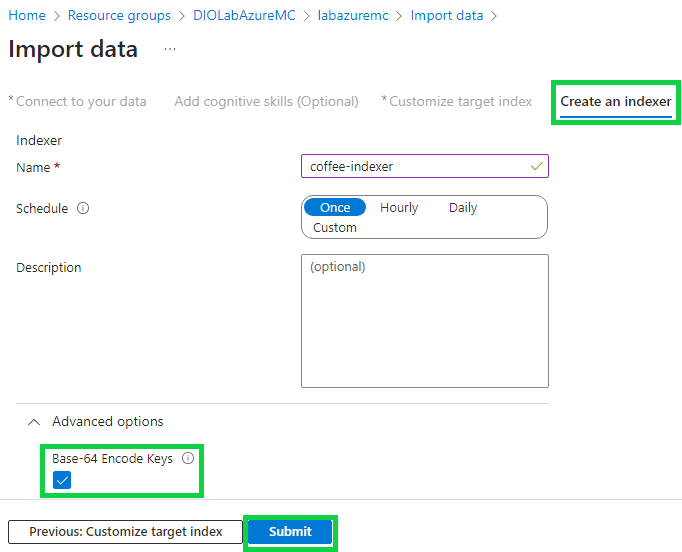 Home > Resource groups > DIOLabAzureMC > labazuremc > Import data >
Import data ...
* Connect to your data Add cognitive skills (Optional) * Customize target index Create an indexer
Indexer
Name * coffee-indexer
Schedule Once Hourly Daily
Custom
Description (optional)
Advanced options
Base-64 Encode Keys
Previous: Customize target index Submit